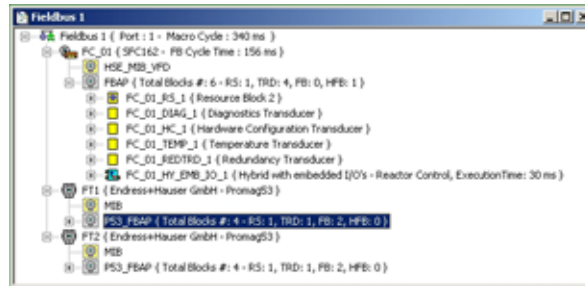 Fieldbus 1
Fieldbus 1 ( Port : 1 - Macro Cycle : 340 ms )
FC_01 ( SFC162 - FB Cycle Time : 156 ms )
HSE_MIB_VFD
FBAP ( Total Blocks #: 6 - RS: 1, TRD: 4, FB: 0, HFB: 1 )
FC_01_RS_1 ( Resource Block 2 )
FC_01_DIAG_1 ( Diagnostics Transducer )
FC_01_HC_1 ( Hardware Configuration Transducer )
FC_01_TEMP_1 ( Temperature Transducer )
FC_01_REDTRD_1 ( Redundancy Transducer )
FC_01_HY_EMB_IO_1 ( Hybrid with embedded I/O's - Reactor Control, ExecutionTime: 30 ms )
FT1 ( Endress+Hauser GmbH - Promag53 )
MIB
P53_FBAP ( Total Blocks #: 4 - RS: 1, TRD: 1, FB: 2, HFB: 0 )
FT2 ( Endress+Hauser GmbH - Promag53 )
MIB
P53_FBAP ( Total Blocks #: 4 - RS: 1, TRD: 1, FB: 2, HFB: 0 )